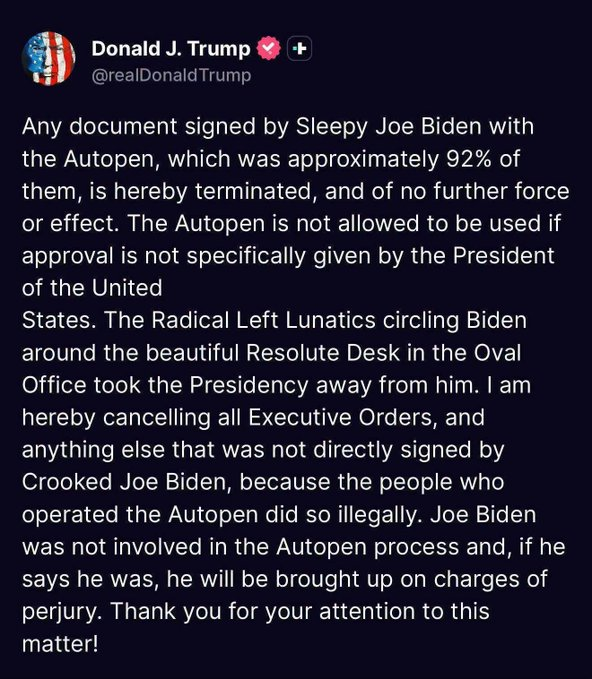 Donald J. Trump
@realDonaldTrump
Any document signed by Sleepy Joe Biden with
the Autopen, which was approximately 92% of
them, is hereby terminated, and of no further force
or effect. The Autopen is not allowed to be used if
approval is not specifically given by the President
of the United
States. The Radical Left Lunatics circling Biden
around the beautiful Resolute Desk in the Oval
Office took the Presidency away from him. I am
hereby cancelling all Executive Orders, and
anything else that was not directly signed by
Crooked Joe Biden, because the people who
operated the Autopen did so illegally. Joe Biden
was not involved in the Autopen process and, if he
says he was, he will be brought up on charges of
perjury. Thank you for your attention to this
matter!